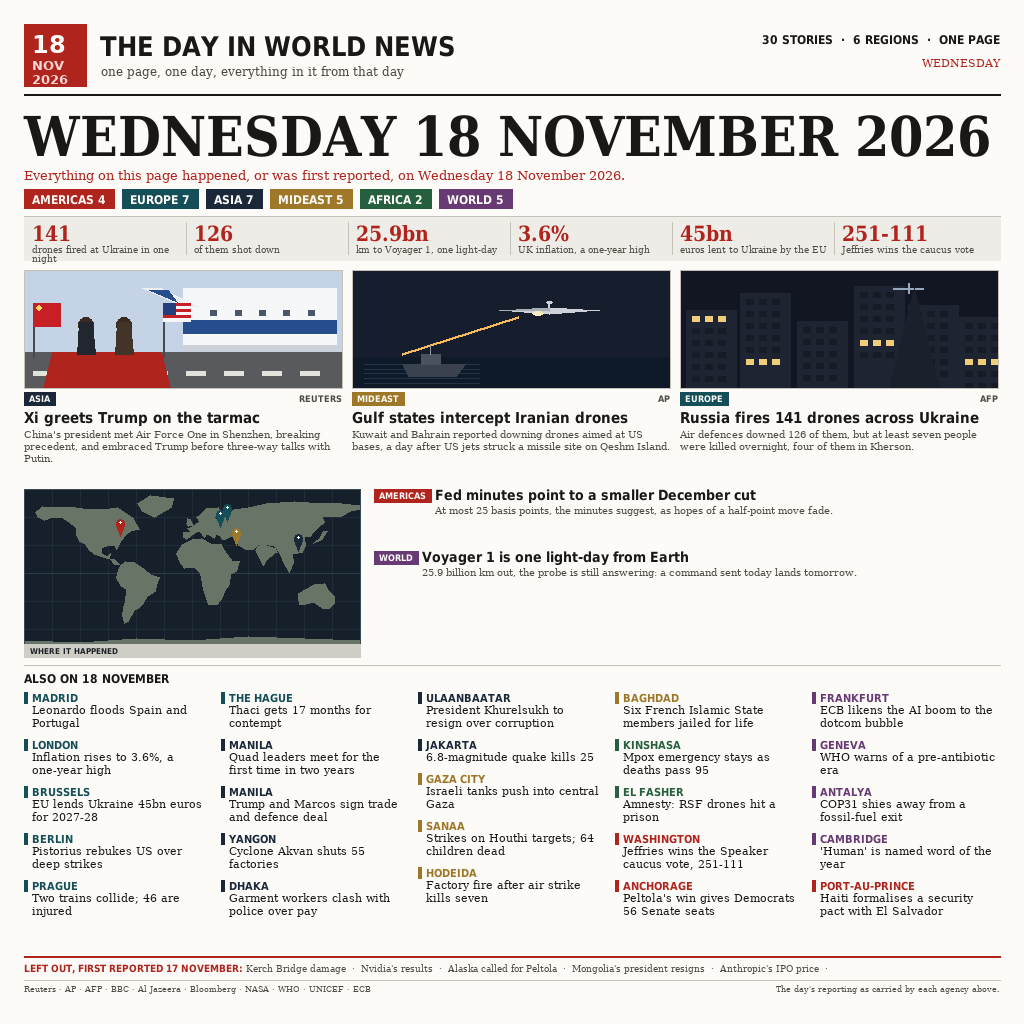 18
NOV
2026
THE DAY IN WORLD NEWS
one page, one day, everything in it from that day
30 STORIES · 6 REGIONS · ONE PAGE
WEDNESDAY
WEDNESDAY 18 NOVEMBER 2026
Everything on this page happened, or was first reported, on Wednesday 18 November 2026.
AMERICAS 4
EUROPE 7
ASIA 7
MIDEAST 5
AFRICA 2
WORLD 5
141
drones fired at Ukraine in one
night
126
of them shot down
25.9bn
km to Voyager 1, one light-day
3.6%
UK inflation, a one-year high
45bn
euros lent to Ukraine by the EU
251-111
Jeffries wins the caucus vote
ASIA
REUTERS
Xi greets Trump on the tarmac
China's president met Air Force One in Shenzhen, breaking
precedent, and embraced Trump before three-way talks with
Putin.
MIDEAST
AP
Gulf states intercept Iranian drones
Kuwait and Bahrain reported downing drones aimed at US
bases, a day after US jets struck a missile site on Qeshm Island.
EUROPE
AFP
Russia fires 141 drones across Ukraine
Air defences downed 126 of them, but at least seven people
were killed overnight, four of them in Kherson.
WHERE IT HAPPENED
AMERICAS
Fed minutes point to a smaller December cut
At most 25 basis points, the minutes suggest, as hopes of a half-point move fade.
WORLD
Voyager 1 is one light-day from Earth
25.9 billion km out, the probe is still answering: a command sent today lands tomorrow.
ALSO ON 18 NOVEMBER
MADRID
Leonardo floods Spain and
Portugal
LONDON
Inflation rises to 3.6%, a
one-year high
BRUSSELS
EU lends Ukraine 45bn euros
for 2027-28
BERLIN
Pistorius rebukes US over
deep strikes
PRAGUE
Two trains collide; 46 are
injured
THE HAGUE
Thaci gets 17 months for
contempt
MANILA
Quad leaders meet for the
first time in two years
MANILA
Trump and Marcos sign trade
and defence deal
YANGON
Cyclone Akvan shuts 55
factories
DHAKA
Garment workers clash with
police over pay
ULAANBAATAR
President Khurelsukh to
resign over corruption
JAKARTA
6.8-magnitude quake kills 25
GAZA CITY
Israeli tanks push into central
Gaza
SANAA
Strikes on Houthi targets; 64
children dead
HODEIDA
Factory fire after air strike
kills seven
BAGHDAD
Six French Islamic State
members jailed for life
KINSHASA
Mpox emergency stays as
deaths pass 95
EL FASHER
Amnesty: RSF drones hit a
prison
WASHINGTON
Jeffries wins the Speaker
caucus vote, 251-111
ANCHORAGE
Peltola's win gives Democrats
56 Senate seats
FRANKFURT
ECB likens the AI boom to the
dotcom bubble
GENEVA
WHO warns of a pre-antibiotic
era
ANTALYA
COP31 shies away from a
fossil-fuel exit
CAMBRIDGE
'Human' is named word of the
year
PORT-AU-PRINCE
Haiti formalises a security
pact with El Salvador
LEFT OUT, FIRST REPORTED 17 NOVEMBER: Kerch Bridge damage · Nvidia's results · Alaska called for Peltola · Mongolia's president resigns · Anthropic's IPO price ·
Reuters · AP · AFP · BBC · Al Jazeera · Bloomberg · NASA · WHO · UNICEF · ECB
The day's reporting as carried by each agency above.